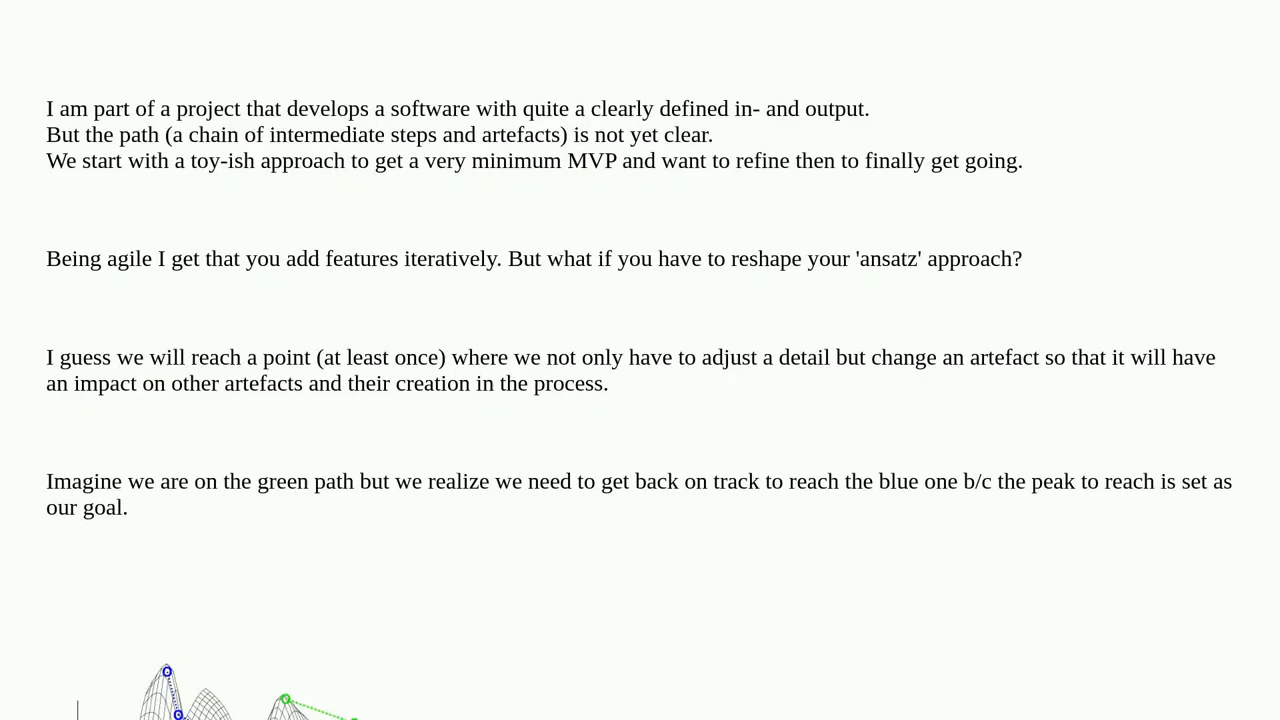 I am part of a project that develops a software with quite a clearly defined in- and output.
But the path (a chain of intermediate steps and artefacts) is not yet clear.
We start with a toy-ish approach to get a very minimum MVP and want to refine then to finally get going.
Being agile I get that you add features iteratively. But what if you have to reshape your 'ansatz' approach?
I guess we will reach a point (at least once) where we not only have to adjust a detail but change an artefact so that it will have
an impact on other artefacts and their creation in the process.
Imagine we are on the green path but we realize we need to get back on track to reach the blue one b/c the peak to reach is set as
our goal.